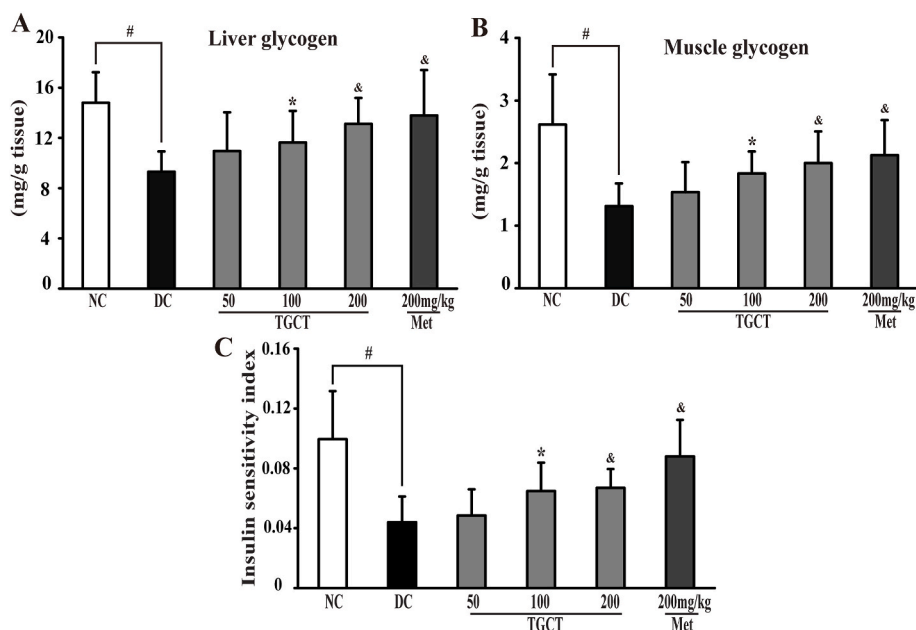 A
Liver glycogen
(mg/g tissue)
20
16
12
8
4
0
#
*
&
&
NC
DC
50
100
200
200mg/kg
TGCT
Met
B
Muscle glycogen
(mg/g tissue)
4
3
2
1
0
#
*
&
&
NC
DC
50
100
200
200mg/kg
TGCT
Met
C
Insulin sensitivity index
0.16
0.12
0.08
0.04
0
#
*
&
&
NC
DC
50
100
200
200mg/kg
TGCT
Met